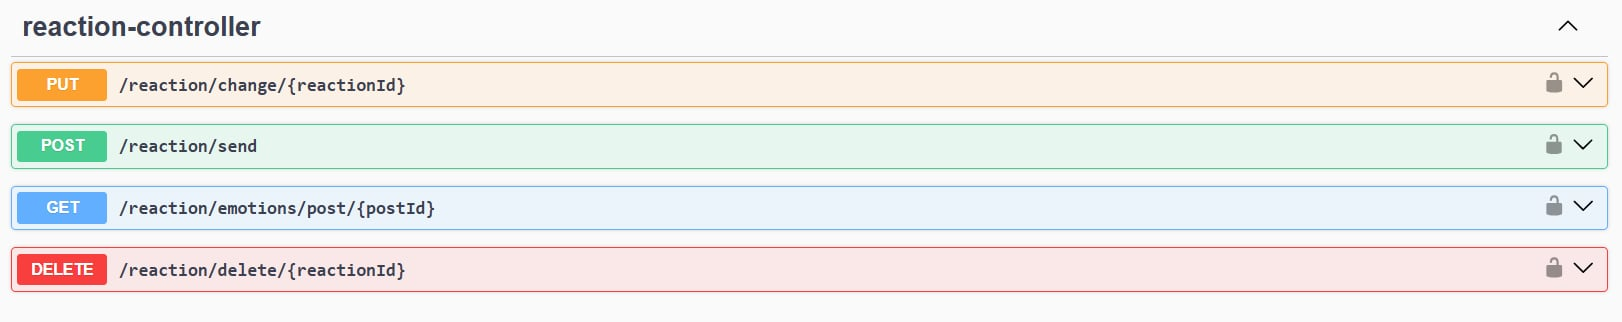 reaction-controller
PUT /reaction/change/{reactionId}
POST /reaction/send
GET /reaction/emotions/post/{postId}
DELETE /reaction/delete/{reactionId}